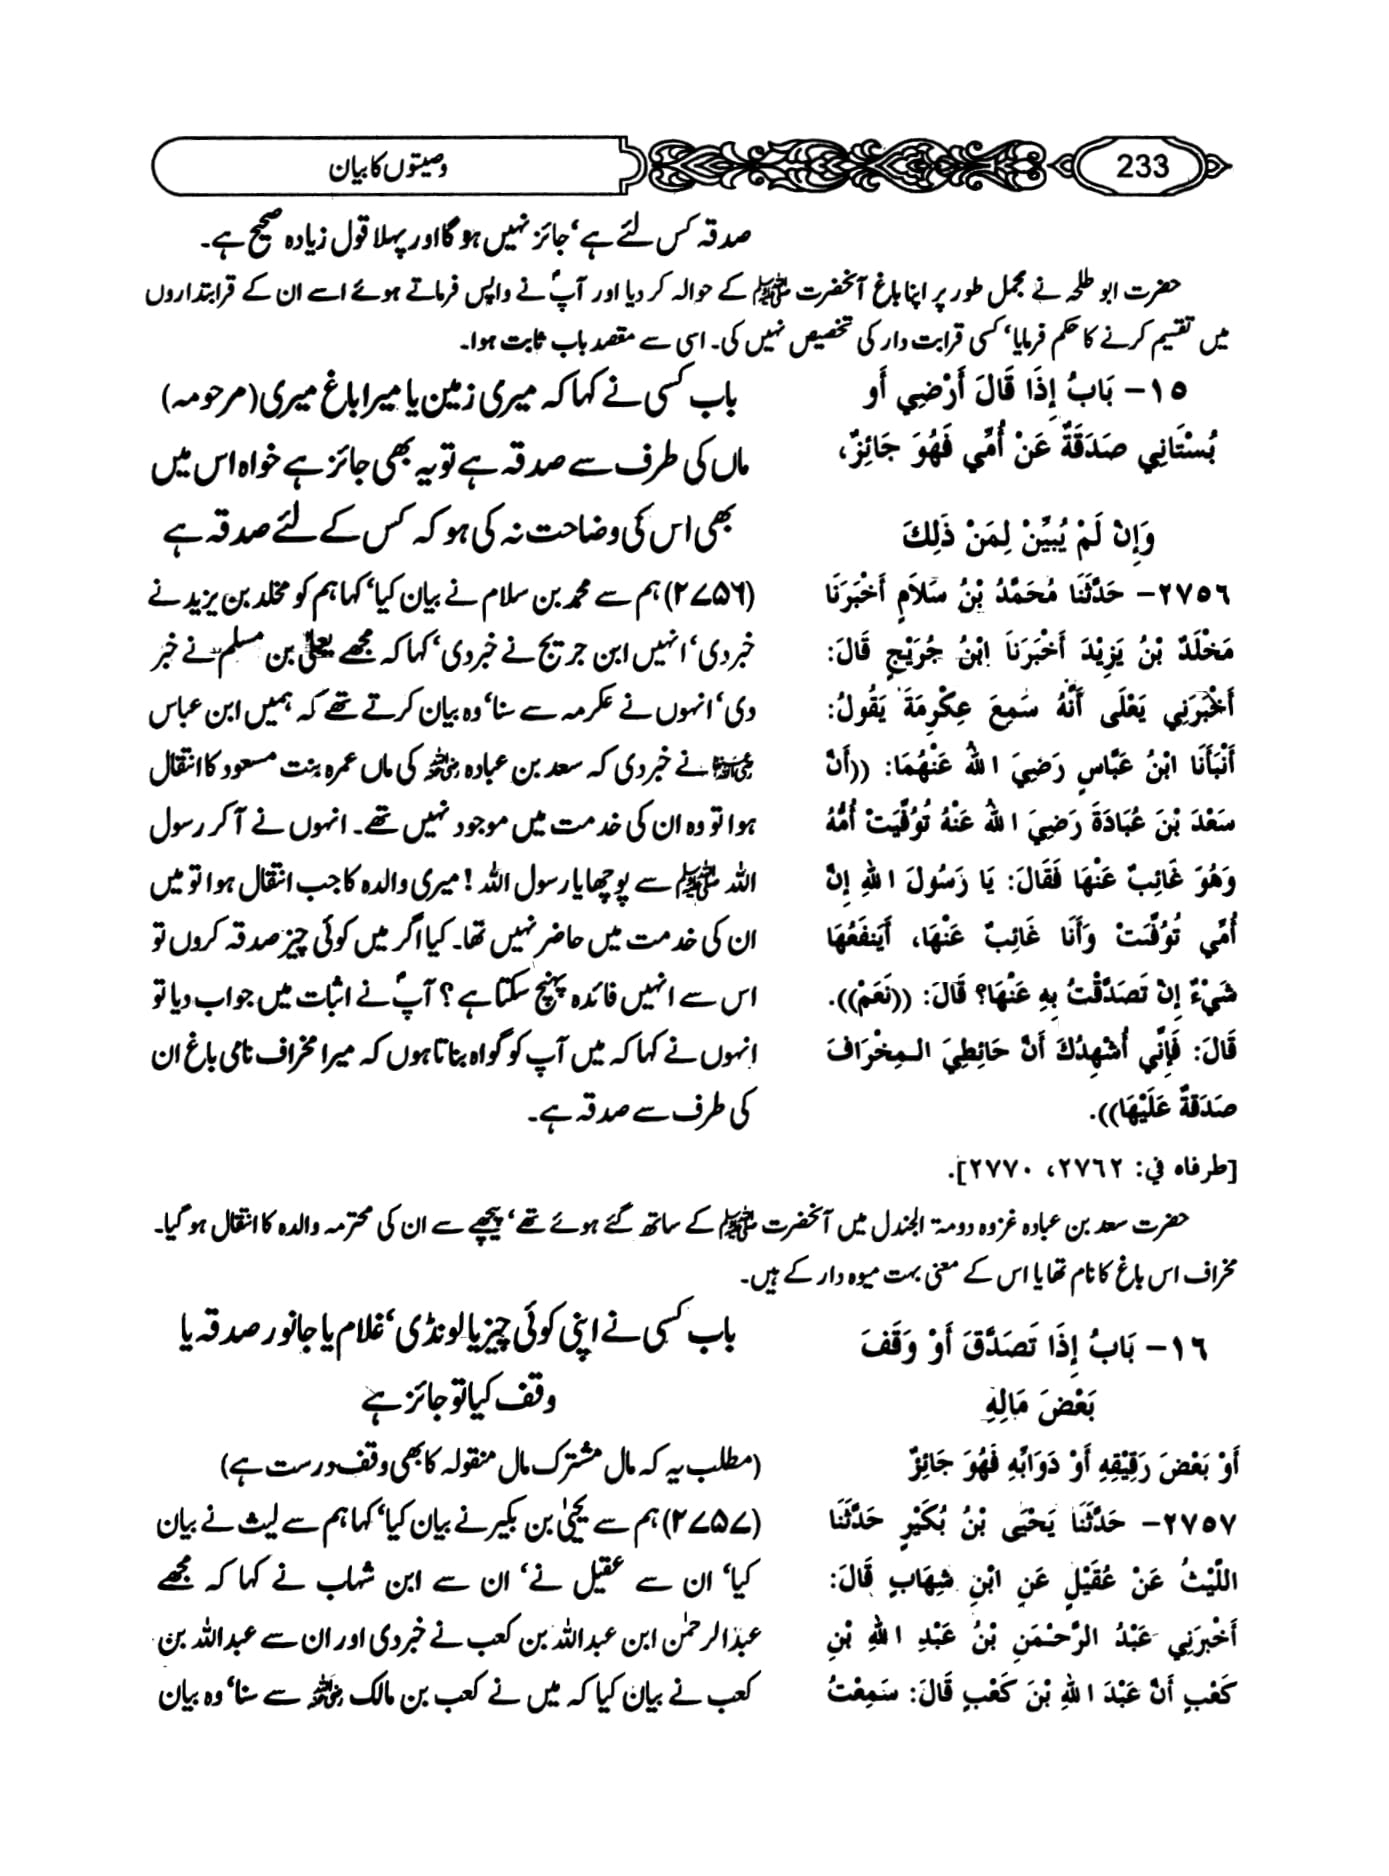 233
وصیتوں کا بیان
صدقہ کس لئے ہے‘ جائز نہیں ہو گا اور پہلا قول زیادہ صحیح ہے۔
حضرت ابو طلحہ نے مجمل طور پر اپنا باغ آنحضرت ﷺ کے حوالہ کر دیا اور آپؐ نے واپس فرماتے ہوئے اسے ان کے قرابتداروں
میں تقسیم کرنے کا حکم فرمایا‘ کسی قرابت دار کی تخصیص نہیں کی۔ اسی سے مقصد باب ثابت ہوا۔
١٥- بَابُ إِذَا قَالَ أَرْضِي أَو
بُسْتَانِي صَدَقَةٌ عَنْ أُمِّي فَهُوَ جَائِزٌ،
وَإِنْ لَمْ يُبَيِّنْ لِمَنْ ذَلِكَ
٢٧٥٦- حَدَّثَنَا مُحَمَّدُ بْنُ سَلاَمٍ أَخْبَرَنَا
مَخْلَدُ بْنُ يَزِيْدَ أَخْبَرَنَا ابْنُ جُرَيْجٍ قَالَ:
أَخْبَرَنِي يَعْلَى أَنَّهُ سَمِعَ عِكْرِمَةَ يَقُولُ:
أَنْبَأَنَا ابْنُ عَبَّاسٍ رَضِيَ اللهُ عَنْهُمَا: ((أَنَّ
سَعْدَ بْنَ عُبَادَةَ رَضِيَ اللهُ عَنْهُ تُوُفِّيَتْ أُمُّهُ
وَهُوَ غَائِبٌ عَنْهَا فَقَالَ: يَا رَسُولَ اللهِ إِنَّ
أُمِّي تُوُفِّيَتْ وَأَنَا غَائِبٌ عَنْهَا، أَيَنْفَعُهَا
شَيْءٌ إِنْ تَصَدَّقْتُ بِهِ عَنْهَا؟ قَالَ: ((نَعَمْ)).
قَالَ: فَإِنِّي أُشْهِدُكَ أَنَّ حَائِطِيَ الـمِخْرَافَ
صَدَقَةٌ عَلَيْهَا)).
[طرفاه في: ٢٧٦٢، ٢٧٧٠].
باب کسی نے کہا کہ میری زمین یا میرا باغ میری (مرحومہ)
ماں کی طرف سے صدقہ ہے تو یہ بھی جائز ہے خواہ اس میں
بھی اس کی وضاحت نہ کی ہو کہ کس کے لئے صدقہ ہے
(۲۷۵۶) ہم سے محمد بن سلام نے بیان کیا‘ کہا ہم کو مخلد بن یزید نے
خبر دی‘ انہیں ابن جریج نے خبر دی‘ کہا کہ مجھے یعلیٰ بن مسلم نے خبر
دی‘ انہوں نے عکرمہ سے سنا‘ وہ بیان کرتے تھے کہ ہمیں ابن عباس
رضی اللہ عنہما نے خبر دی کہ سعد بن عبادہ رضی اللہ عنہ کی ماں عمرہ بنت مسعود کا انتقال
ہوا تو وہ ان کی خدمت میں موجود نہیں تھے۔ انہوں نے آ کر رسول
اللہ ﷺ سے پوچھا یا رسول اللہ! میری والدہ کا جب انتقال ہوا تو میں
ان کی خدمت میں حاضر نہیں تھا۔ کیا اگر میں کوئی چیز صدقہ کروں تو
اس سے انہیں فائدہ پہنچ سکتا ہے؟ آپؐ نے اثبات میں جواب دیا تو
انہوں نے کہا کہ میں آپ کو گواہ بناتا ہوں کہ میرا مخراف نامی باغ ان
کی طرف سے صدقہ ہے۔
حضرت سعد بن عبادہ غزوہ دومۃ الجندل میں آنحضرت ﷺ کے ساتھ گئے ہوئے تھے‘ پیچھے سے ان کی محترمہ والدہ کا انتقال ہو گیا۔
مخراف اس باغ کا نام تھا یا اس کے معنی بہت میوہ دار کے ہیں۔
١٦- بَابُ إِذَا تَصَدَّقَ أَوْ وَقَفَ
بَعْضَ مَالِهِ
أَوْ بَعْضَ رَقِيْقِهِ أَوْ دَوَابِّهِ فَهُوَ جَائِزٌ
٢٧٥٧- حَدَّثَنَا يَحْيَى بْنُ بُكَيْرٍ حَدَّثَنَا
اللَّيْثُ عَنْ عُقَيْلٍ عَنِ ابْنِ شِهَابٍ قَالَ:
أَخْبَرَنِي عَبْدُ الرَّحْمَنِ بْنُ عَبْدِ اللهِ بْنِ
كَعْبٍ أَنَّ عَبْدَ اللهِ بْنَ كَعْبٍ قَالَ: سَمِعْتُ
باب کسی نے اپنی کوئی چیز یا لونڈی‘ غلام یا جانور صدقہ یا
وقف کیا تو جائز ہے
(مطلب یہ کہ مال مشترک مال منقولہ کا بھی وقف درست ہے)
(۲۷۵۷) ہم سے یحییٰ بن بکیر نے بیان کیا‘ کہا ہم سے لیث نے بیان
کیا‘ ان سے عقیل نے‘ ان سے ابن شہاب نے کہا کہ مجھے
عبدالرحمٰن ابن عبداللہ بن کعب نے خبر دی اور ان سے عبداللہ بن
کعب نے بیان کیا کہ میں نے کعب بن مالک رضی اللہ عنہ سے سنا‘ وہ بیان